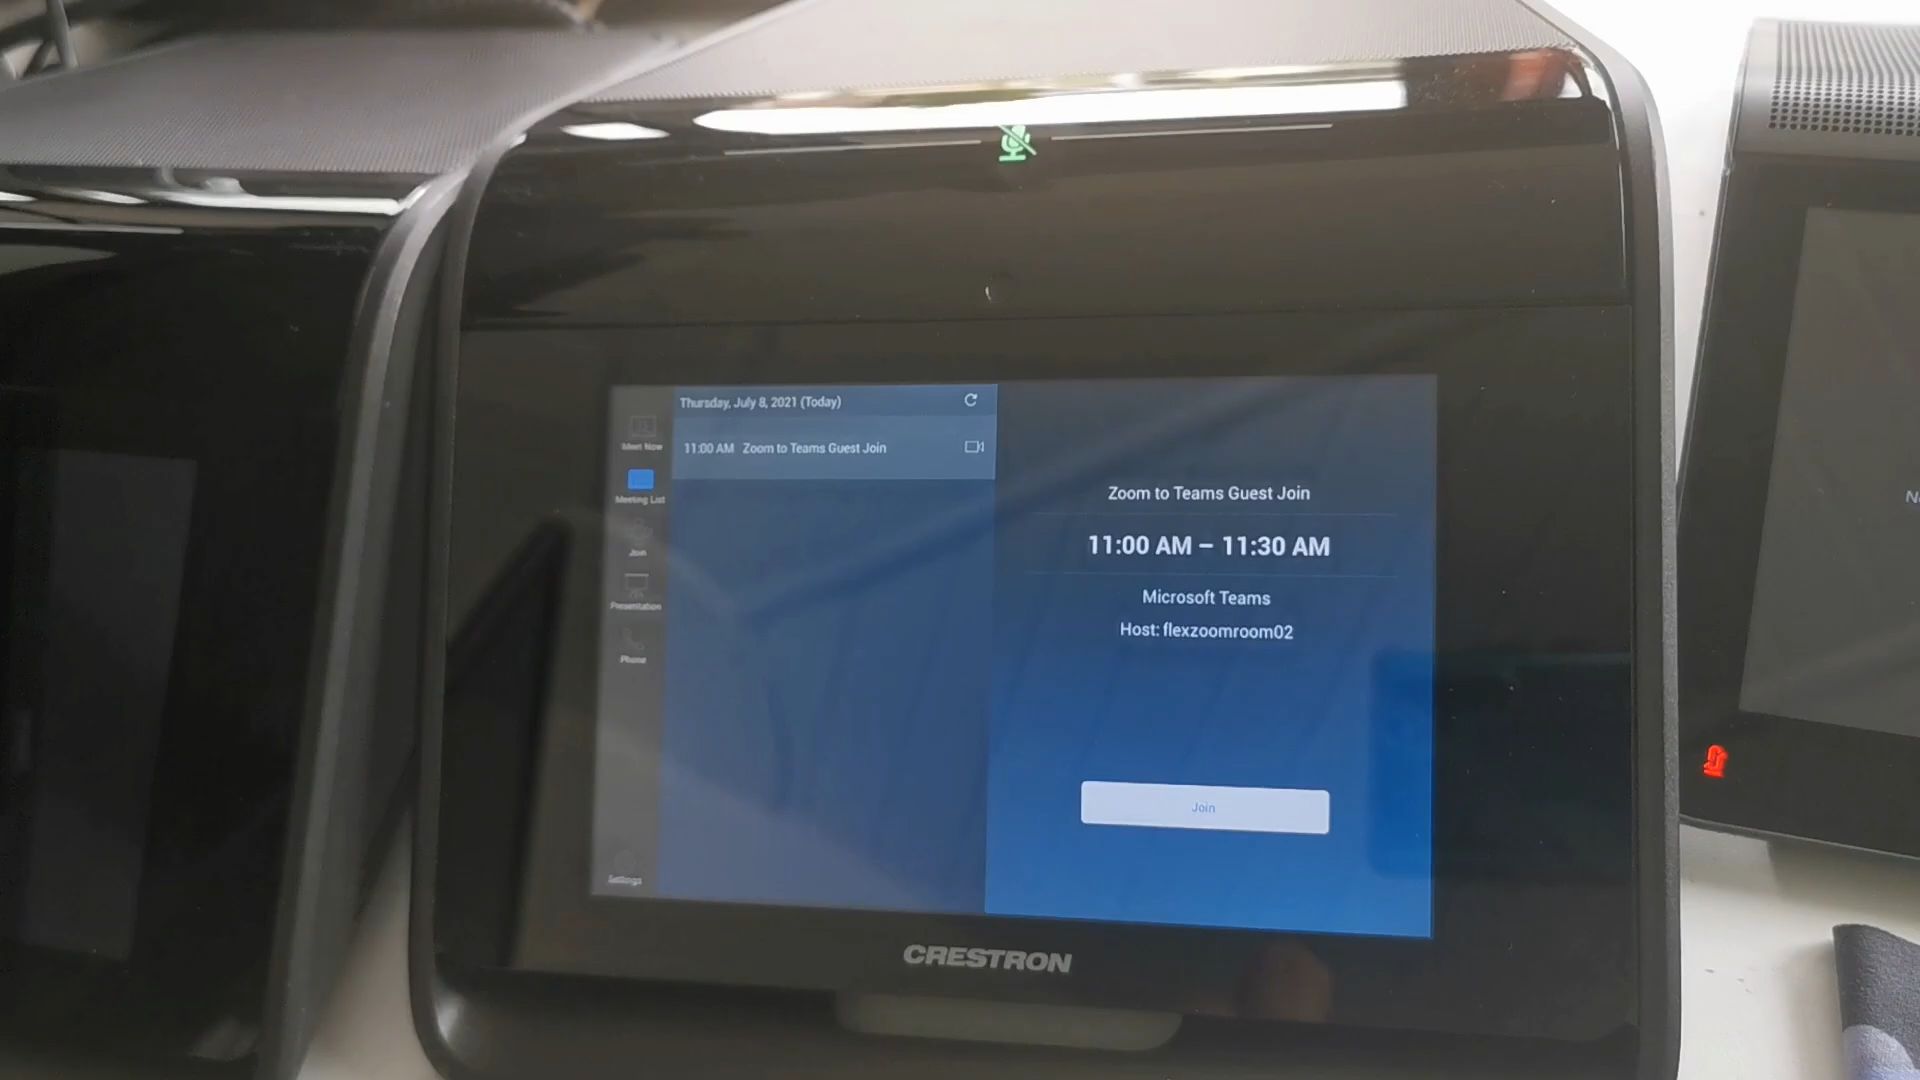 Thursday, July 8, 2021 (Today)
Meet Now
11:00 AM Zoom to Teams Guest Join
Meeting List
Join
Presentation
Phone
Settings
Zoom to Teams Guest Join
11:00 AM – 11:30 AM
Microsoft Teams
Host: flexzoomroom02
Join
CRESTRON